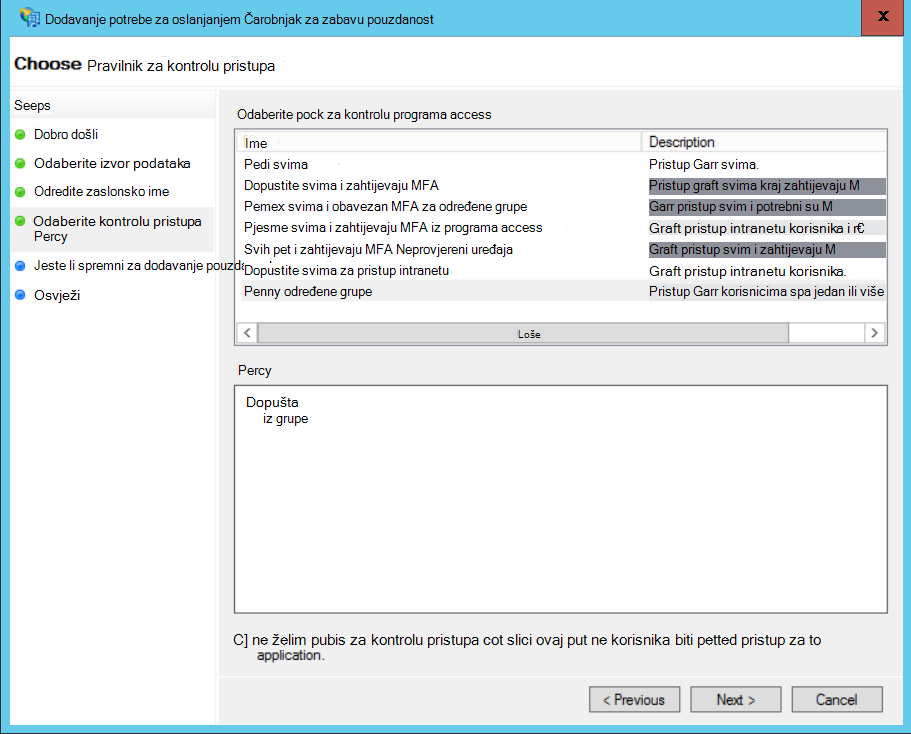 Dodavanje potrebe za oslanjanjem Čarobnjak za zabavu pouzdanost
x
Choose Pravilnik za kontrolu pristupa
Seeps
Dobro došli
Odaberite izvor podataka
Odredite zaslonsko ime
Odaberite kontrolu pristupa
Percy
Jeste li spremni za dodavanje pouzda
Osvježi
Odaberite pock za kontrolu programa access
Ime Description
Pedi svima Pristup Garr svima.
Dopustite svima i zahtijevaju MFA Pristup graft svima kraj zahtijevaju M
Pemex svima i obavezan MFA za određene grupe Garr pristup svim i potrebni su M
Pjesme svima i zahtijevaju MFA iz programa access Graft pristup intranetu korisnika i r€
Svih pet i zahtijevaju MFA Neprovjereni uređaja Graft pristup svim i zahtijevaju M
Dopustite svima za pristup intranetu Graft pristup intranetu korisnika.
Penny određene grupe Pristup Garr korisnicima spa jedan ili više
< Loše >
Percy
Dopušta
iz grupe
C] ne želim pubis za kontrolu pristupa cot slici ovaj put ne korisnika biti petted pristup za to
application.
< Previous Next > Cancel